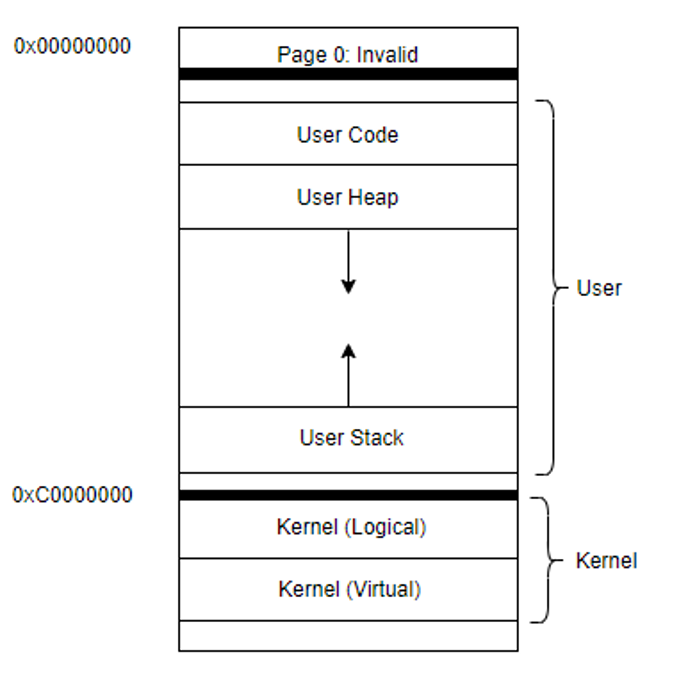 0x00000000
Page 0: Invalid
User Code
User Heap
User
User Stack
0xC0000000
Kernel (Logical)
Kernel
Kernel (Virtual)